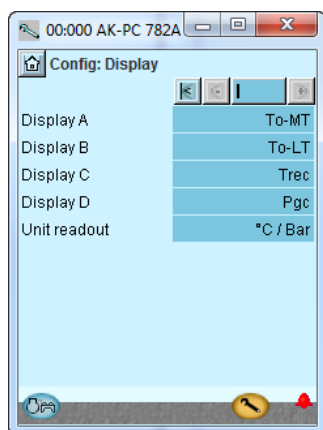 00:000 AK-PC 782A
Config: Display
Display A To-MT
Display B To-LT
Display C Trec
Display D Pgc
Unit readout °C / Bar